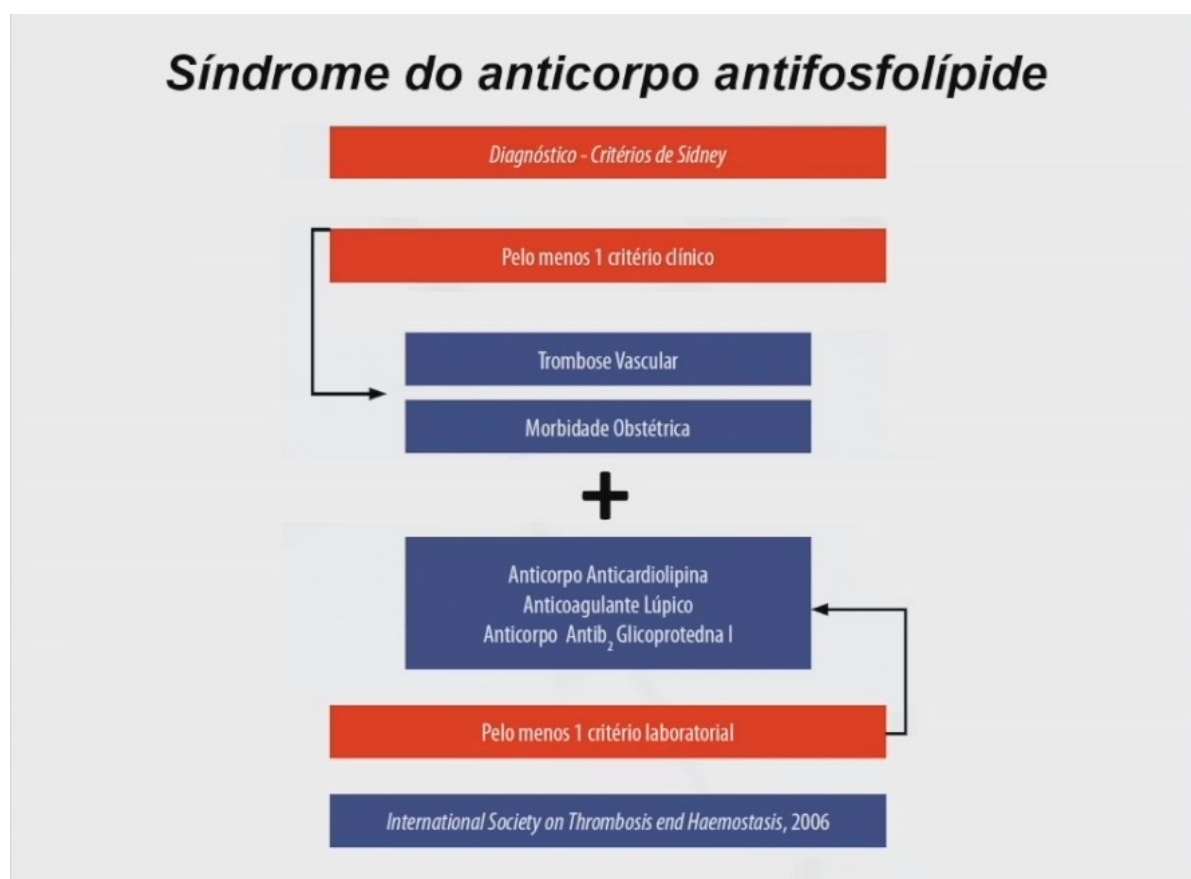 Síndrome do anticorpo antifosfolípide
Diagnóstico - Critérios de Sidney
Pelo menos 1 critério clínico
Trombose Vascular
Morbidade Obstétrica
+
Anticorpo Anticardiolipina
Anticoagulante Lúpico
Anticorpo Antib₂ Glicoprotedna I
Pelo menos 1 critério laboratorial
International Society on Thrombosis end Haemostasis, 2006